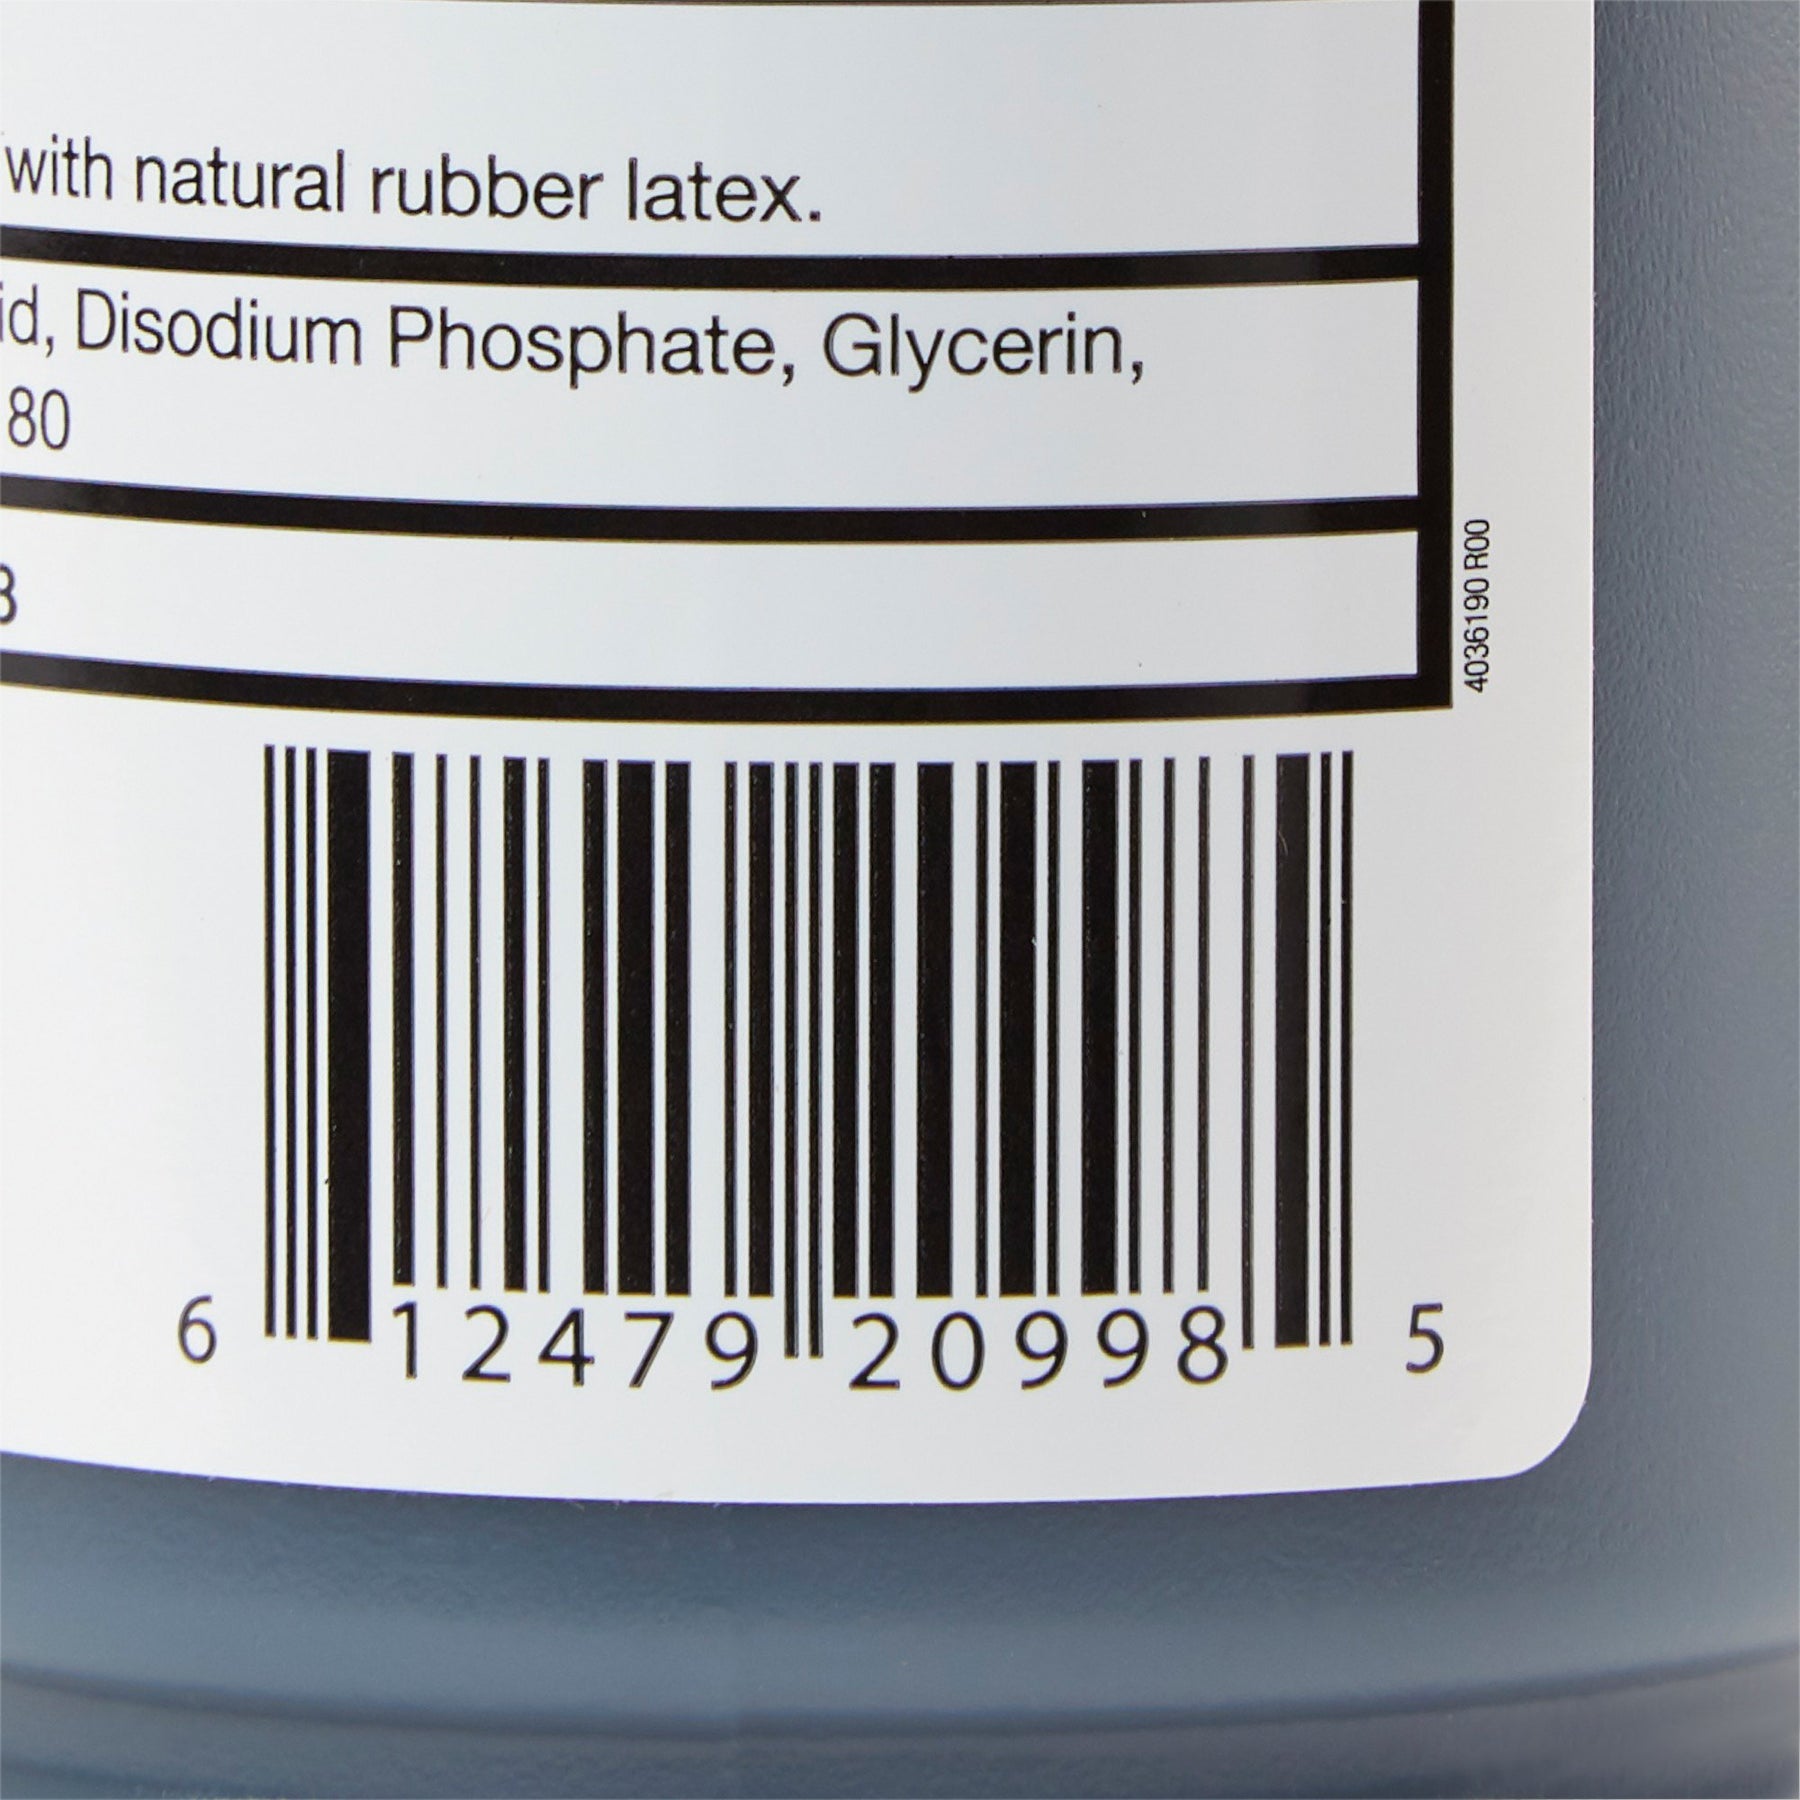 with natural rubber latex.
id, Disodium Phosphate, Glycerin,
80
3
4036190 R00
6 12479 20998 5